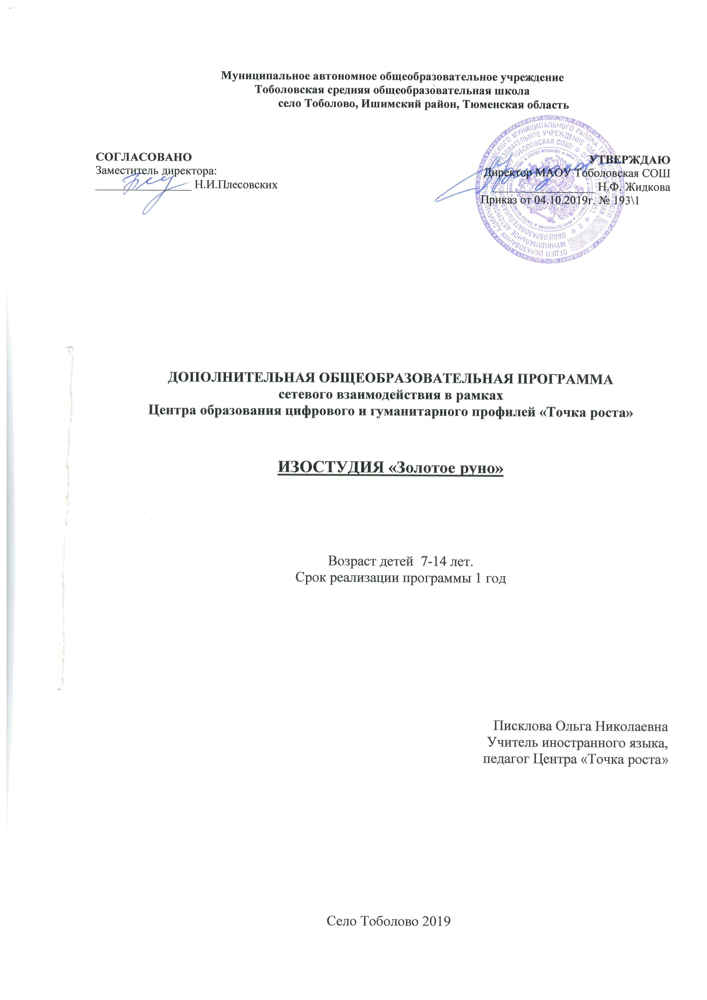 Муниципальное автономное общеобразовательное учреждение
Тоболовская средняя общеобразовательная школа
село Тоболово, Ишимский район, Тюменская область
СОГЛАСОВАНО
Заместитель директора:
Н.И.Плесовских
УТВЕРЖДАЮ
Директор МАОУ Тоболовская СОШ
Н.Ф. Жидкова
Приказ от 04.10.2019г. № 193\1
ДОПОЛНИТЕЛЬНАЯ ОБЩЕОБРАЗОВАТЕЛЬНАЯ ПРОГРАММА
сетевого взаимодействия в рамках
Центра образования цифрового и гуманитарного профилей «Точка роста»
ИЗОСТУДИЯ «Золотое руно»
Возраст детей 7-14 лет.
Срок реализации программы 1 год
Писклова Ольга Николаевна
Учитель иностранного языка,
педагог Центра «Точка роста»
Село Тоболово 2019